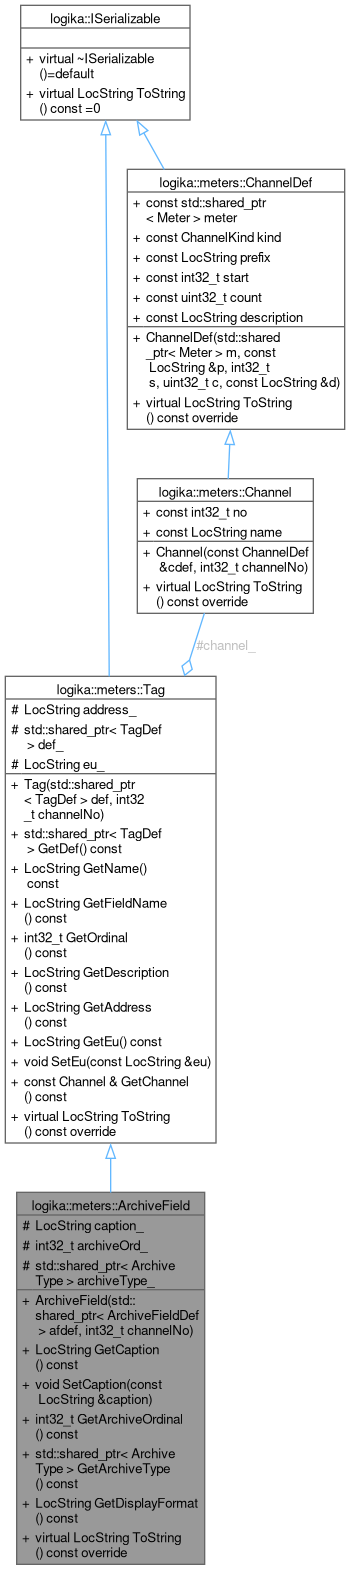 logika::ISerializable
+ virtual ~ISerializable
()=default
+ virtual LocString ToString
() const =0
logika::meters::ChannelDef
+ const std::shared_ptr
< Meter > meter
+ const ChannelKind kind
+ const LocString prefix
+ const int32_t start
+ const uint32_t count
+ const LocString description
+ ChannelDef(std::shared
_ptr< Meter > m, const
LocString &p, int32_t
s, uint32_t c, const LocString &d)
+ virtual LocString ToString
() const override
logika::meters::Channel
+ const int32_t no
+ const LocString name
+ Channel(const ChannelDef
&cdef, int32_t channelNo)
+ virtual LocString ToString
() const override
#channel_
logika::meters::Tag
# LocString address_
# std::shared_ptr< TagDef
> def_
# LocString eu_
+ Tag(std::shared_ptr
< TagDef > def, int32
_t channelNo)
+ std::shared_ptr< TagDef
> GetDef() const
+ LocString GetName()
const
+ LocString GetFieldName
() const
+ int32_t GetOrdinal
() const
+ LocString GetDescription
() const
+ LocString GetAddress
() const
+ LocString GetEu() const
+ void SetEu(const LocString &eu)
+ const Channel & GetChannel
() const
+ virtual LocString ToString
() const override
logika::meters::ArchiveField
# LocString caption_
# int32_t archiveOrd_
# std::shared_ptr< Archive
Type > archiveType_
+ ArchiveField(std::
shared_ptr< ArchiveFieldDef
> afdef, int32_t channelNo)
+ LocString GetCaption
() const
+ void SetCaption(const
LocString &caption)
+ int32_t GetArchiveOrdinal
() const
+ std::shared_ptr< Archive
Type > GetArchiveType
() const
+ LocString GetDisplayFormat
() const
+ virtual LocString ToString
() const override